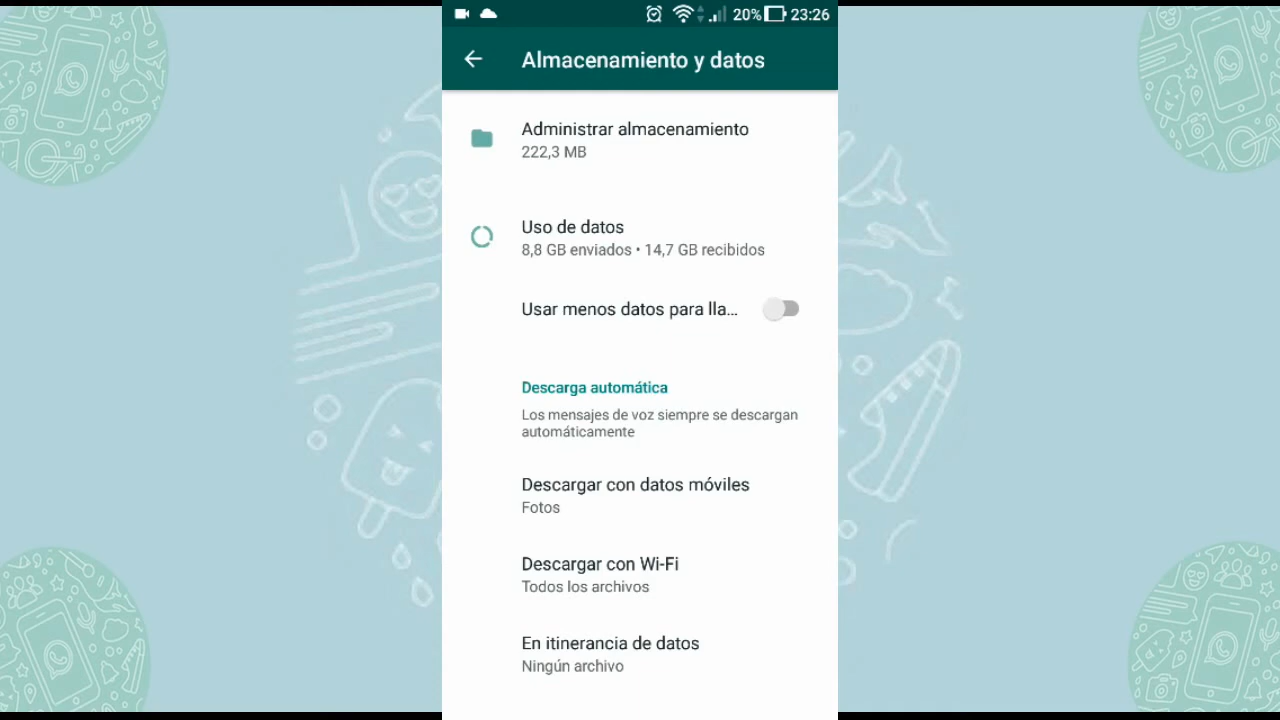 20% 23:26
Almacenamiento y datos
Administrar almacenamiento
222,3 MB
Uso de datos
8,8 GB enviados • 14,7 GB recibidos
Usar menos datos para lla...
Descarga automática
Los mensajes de voz siempre se descargan
automáticamente
Descargar con datos móviles
Fotos
Descargar con Wi-Fi
Todos los archivos
En itinerancia de datos
Ningún archivo